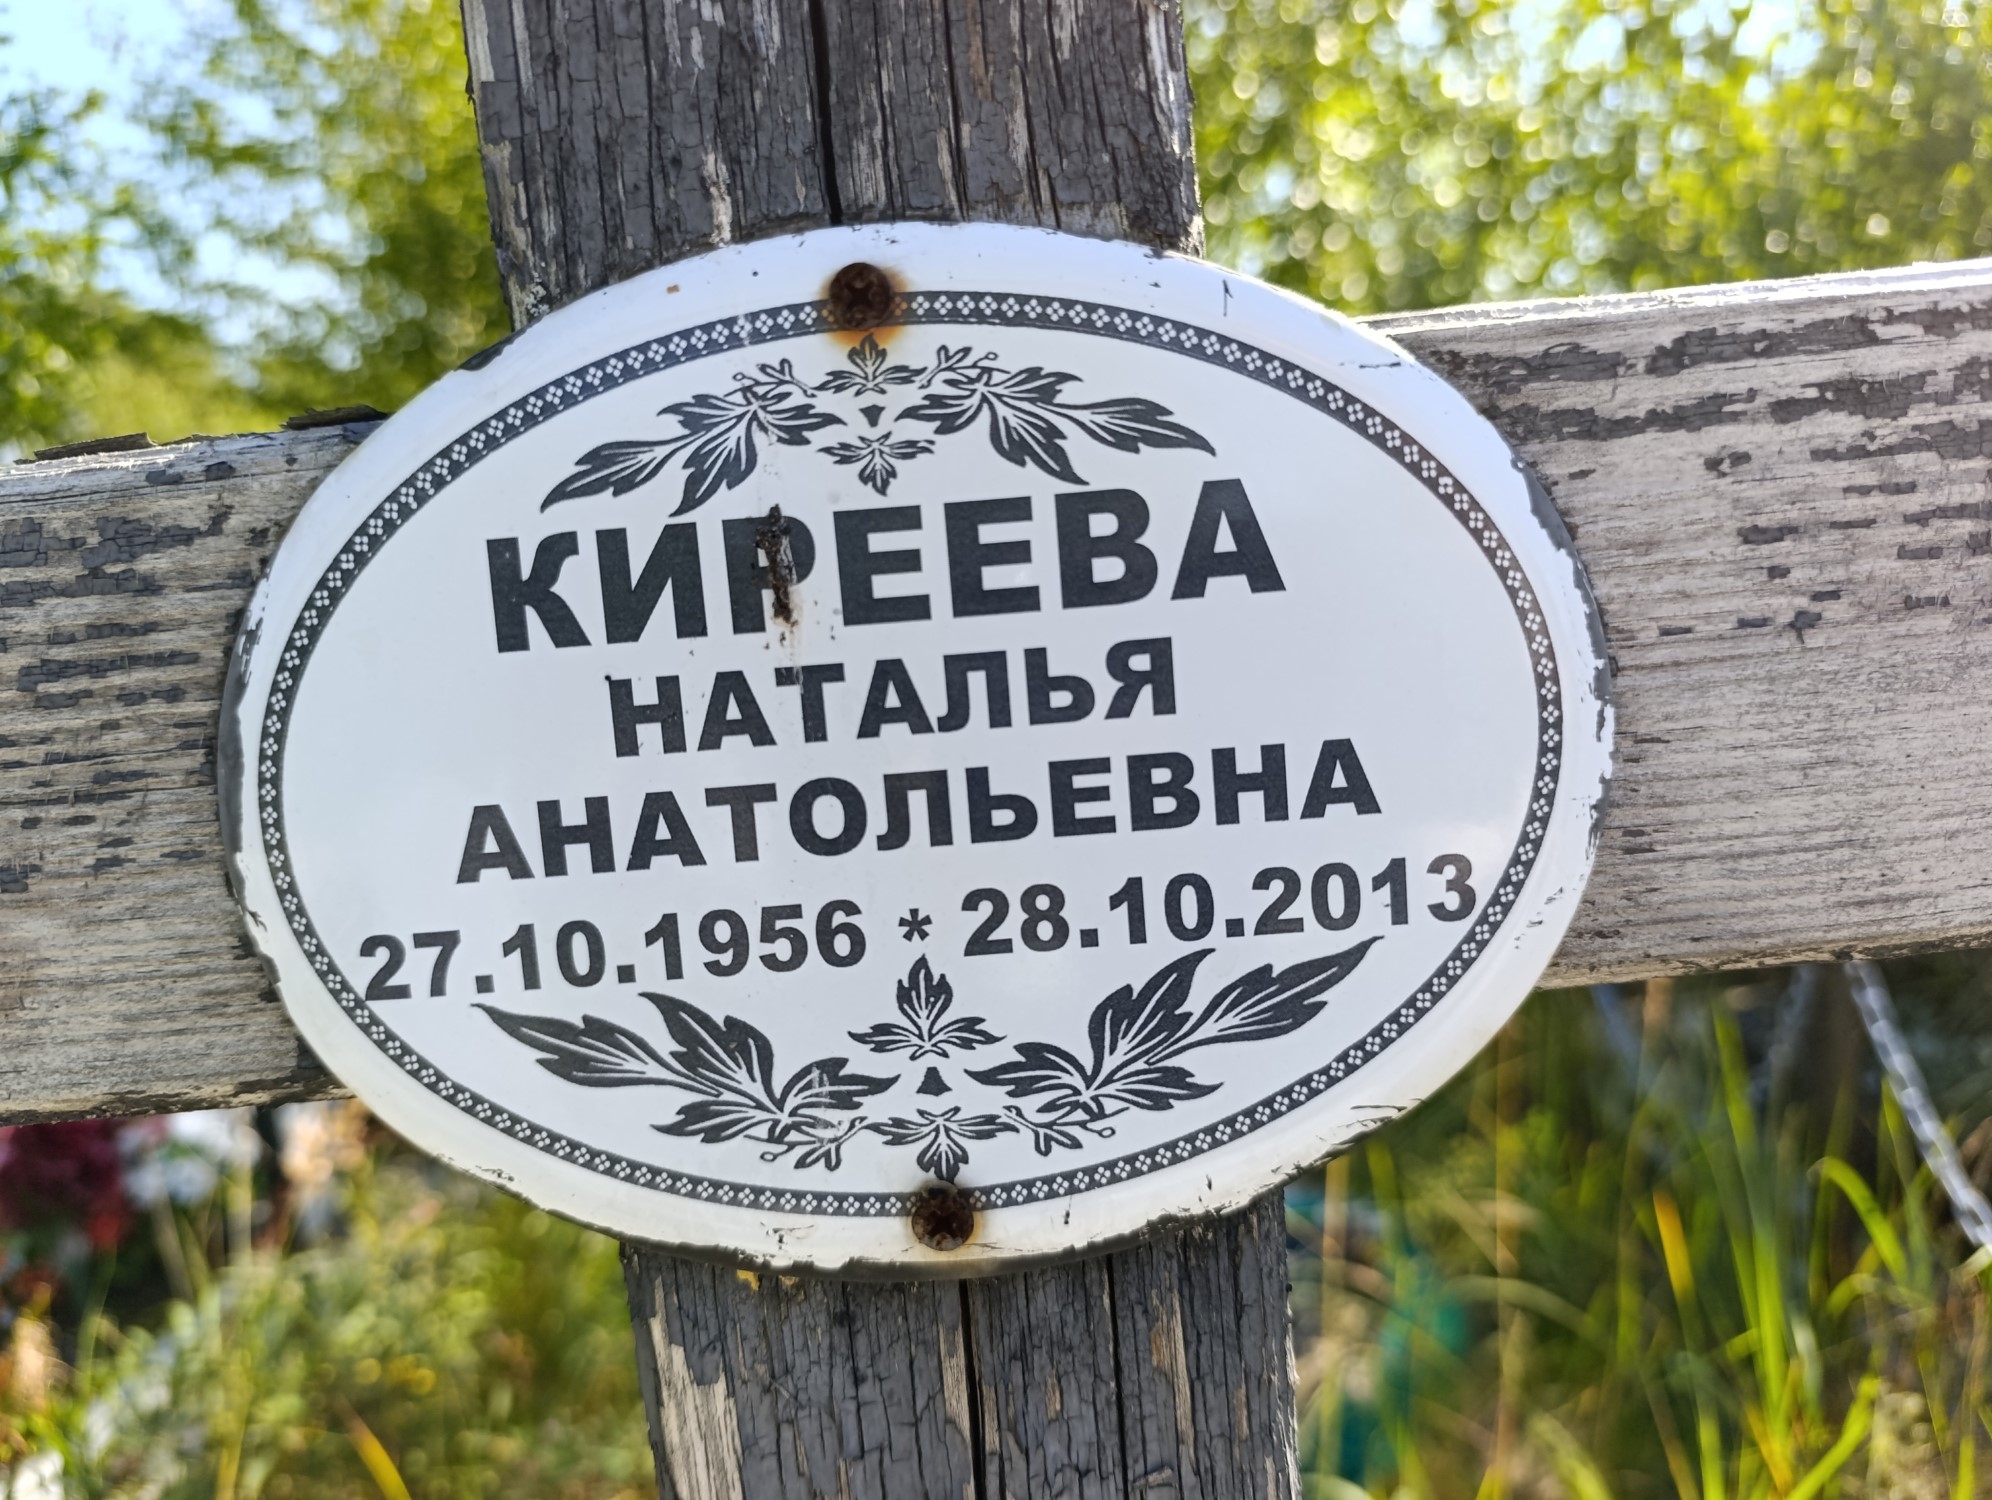 КИРЕЕВА
НАТАЛЬЯ
АНАТОЛЬЕВНА
27.10.1956 * 28.10.2013